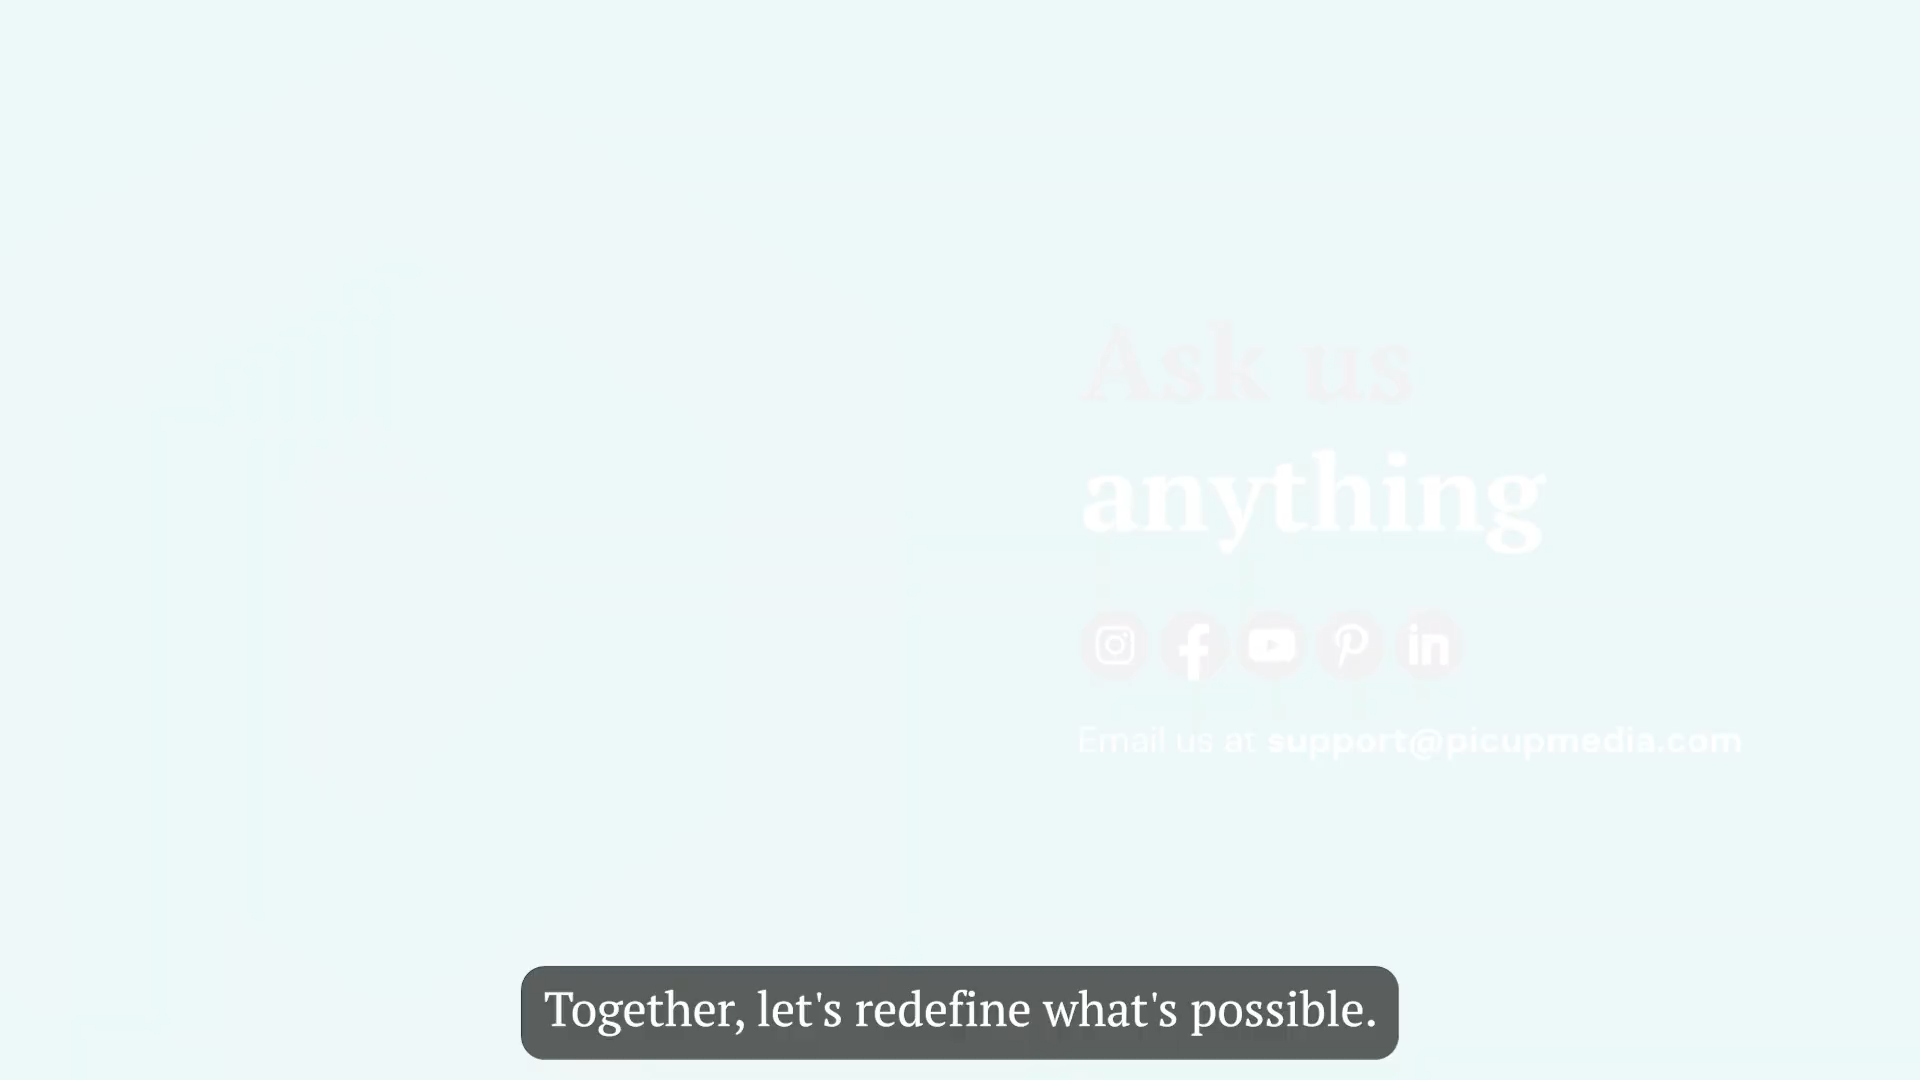 Ask us
anything
Email us at support@picupmedia.com
Together, let's redefine what's possible.